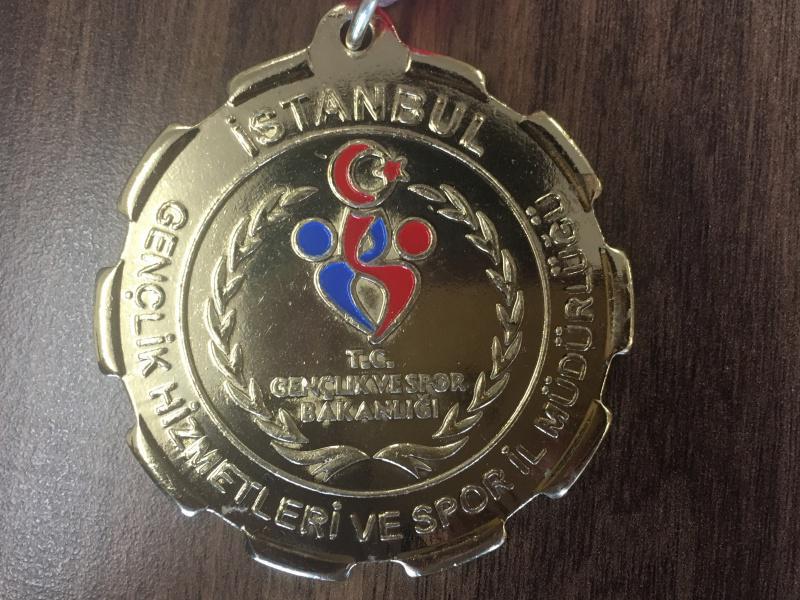 İSTANBUL
GENÇLİK HİZMETLERİ VE SPOR İL MÜDÜRLÜĞÜ
T.C.
GENÇLİK VE SPOR
BAKANLIĞI